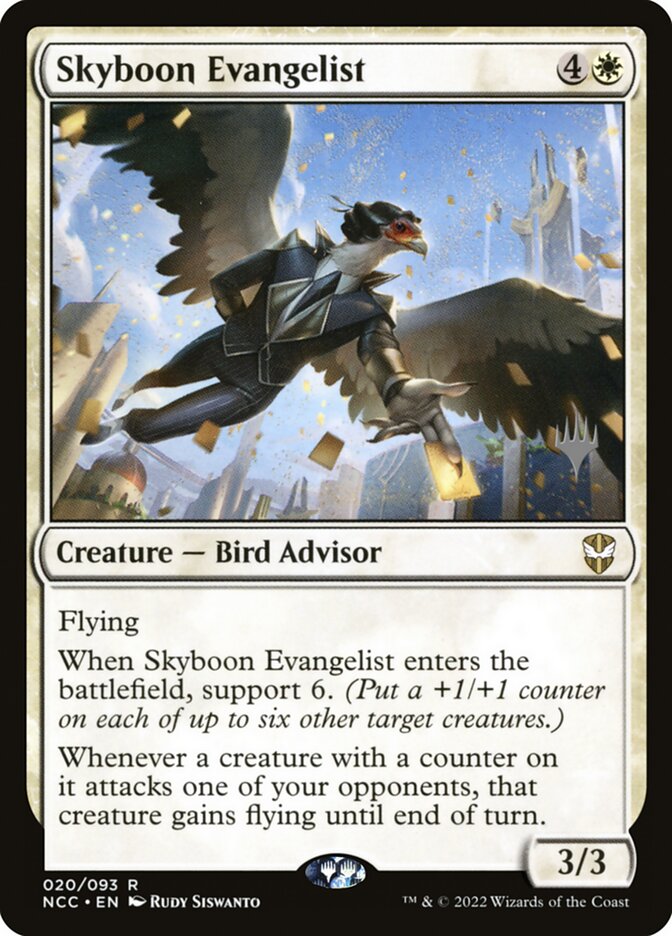 Skyboon Evangelist 4
Creature — Bird Advisor
Flying
When Skyboon Evangelist enters the
battlefield, support 6. (Put a +1/+1 counter
on each of up to six other target creatures.)
Whenever a creature with a counter on
it attacks one of your opponents, that
creature gains flying until end of turn.
3/3
020/093 R
NCC • EN Rudy Siswanto
™ & © 2022 Wizards of the Coast